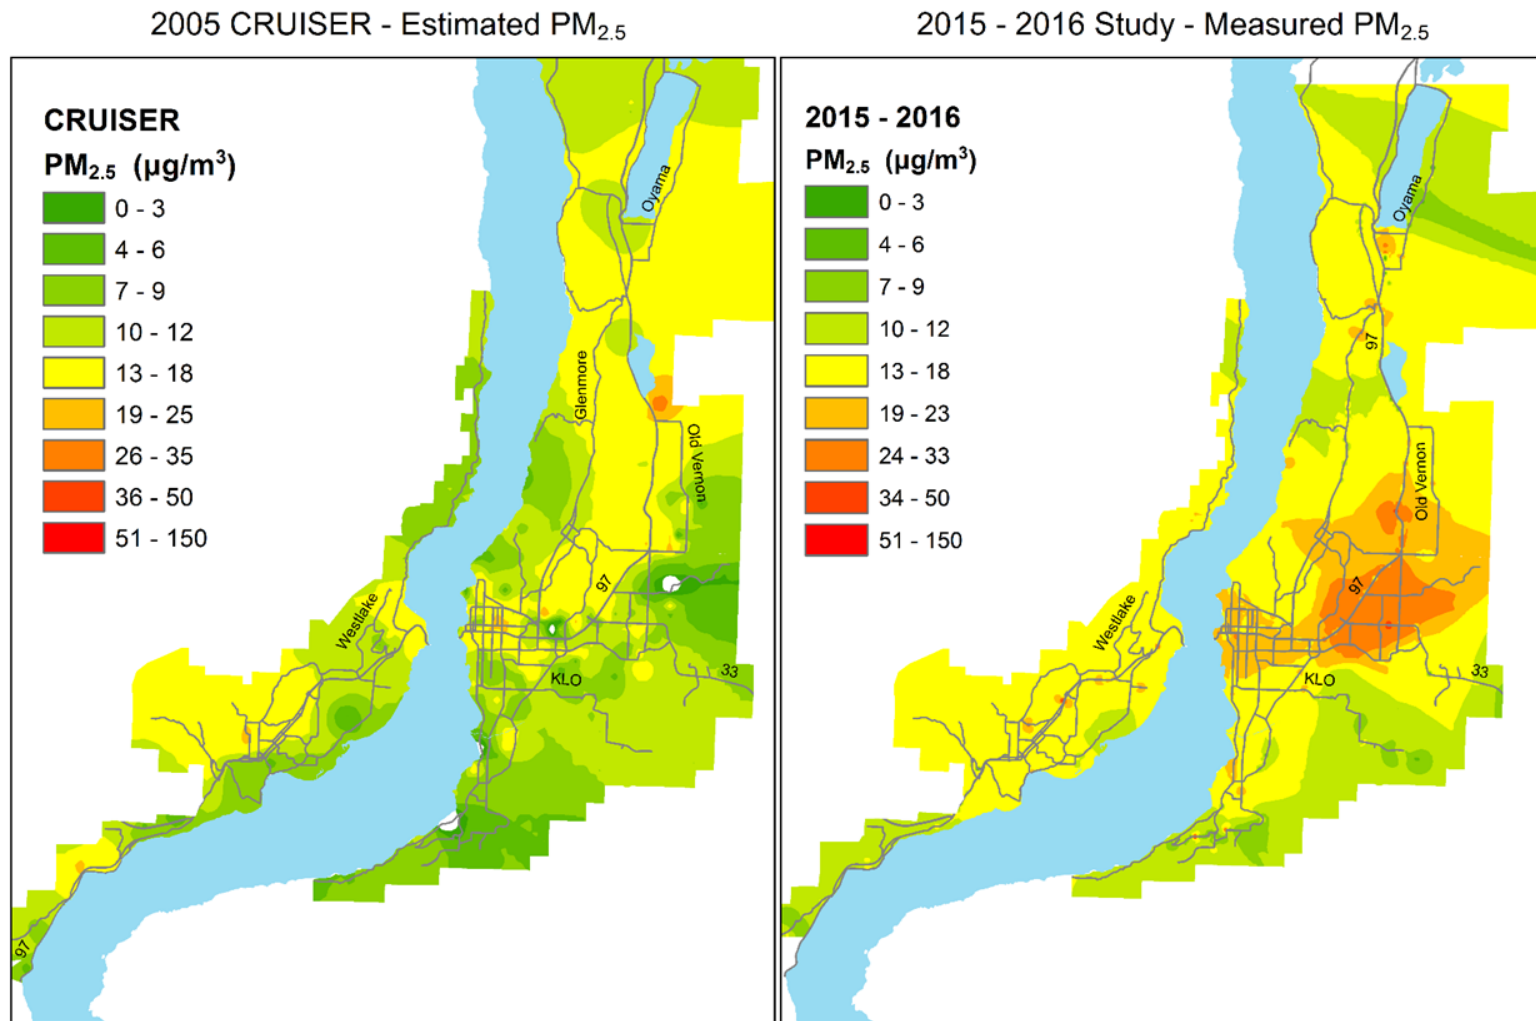 2005 CRUISER - Estimated PM2.5
CRUISER
PM2.5 (µg/m³)
0 - 3
4 - 6
7 - 9
10 - 12
13 - 18
19 - 25
26 - 35
36 - 50
51 - 150
Oyama
Glenmore
Old Vernon
97
Westlake
KLO
33
97
2015 - 2016 Study - Measured PM2.5
2015 - 2016
PM2.5 (µg/m³)
0 - 3
4 - 6
7 - 9
10 - 12
13 - 18
19 - 23
24 - 33
34 - 50
51 - 150
Oyama
97
Old Vernon
97
Westlake
KLO
33